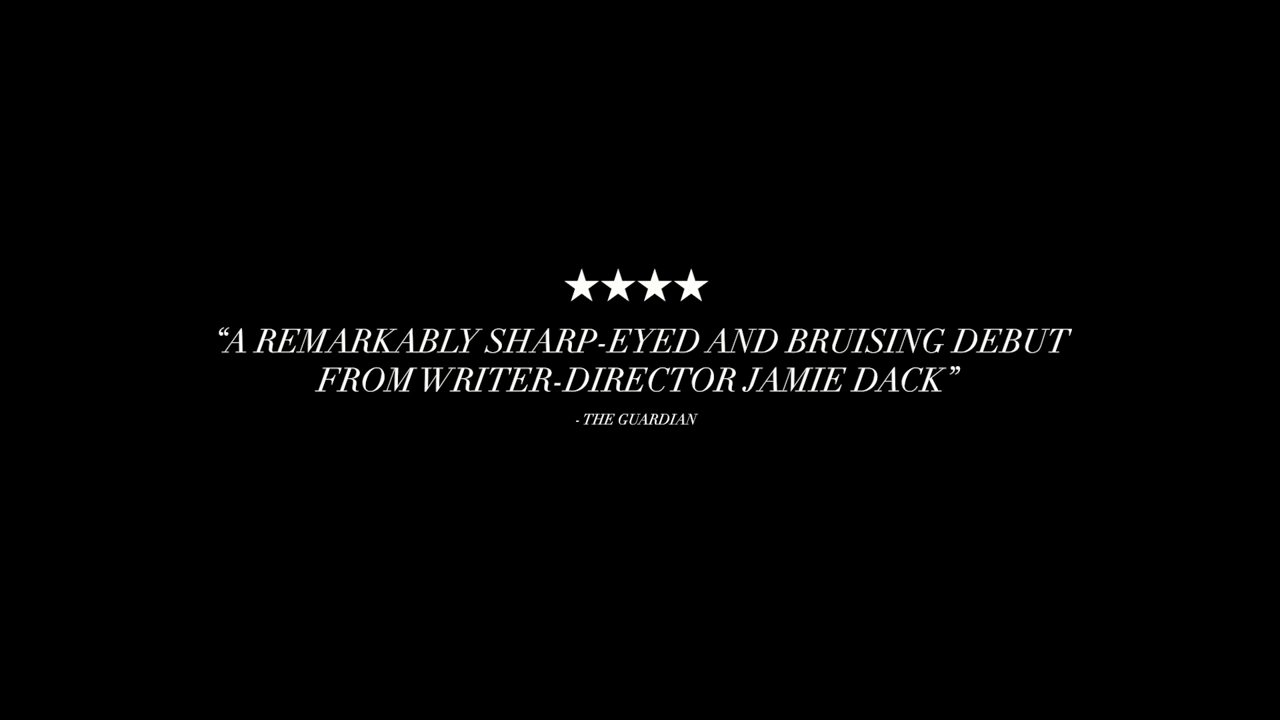 ★★★★
“A REMARKABLY SHARP-EYED AND BRUISING DEBUT
FROM WRITER-DIRECTOR JAMIE DACK”
- THE GUARDIAN